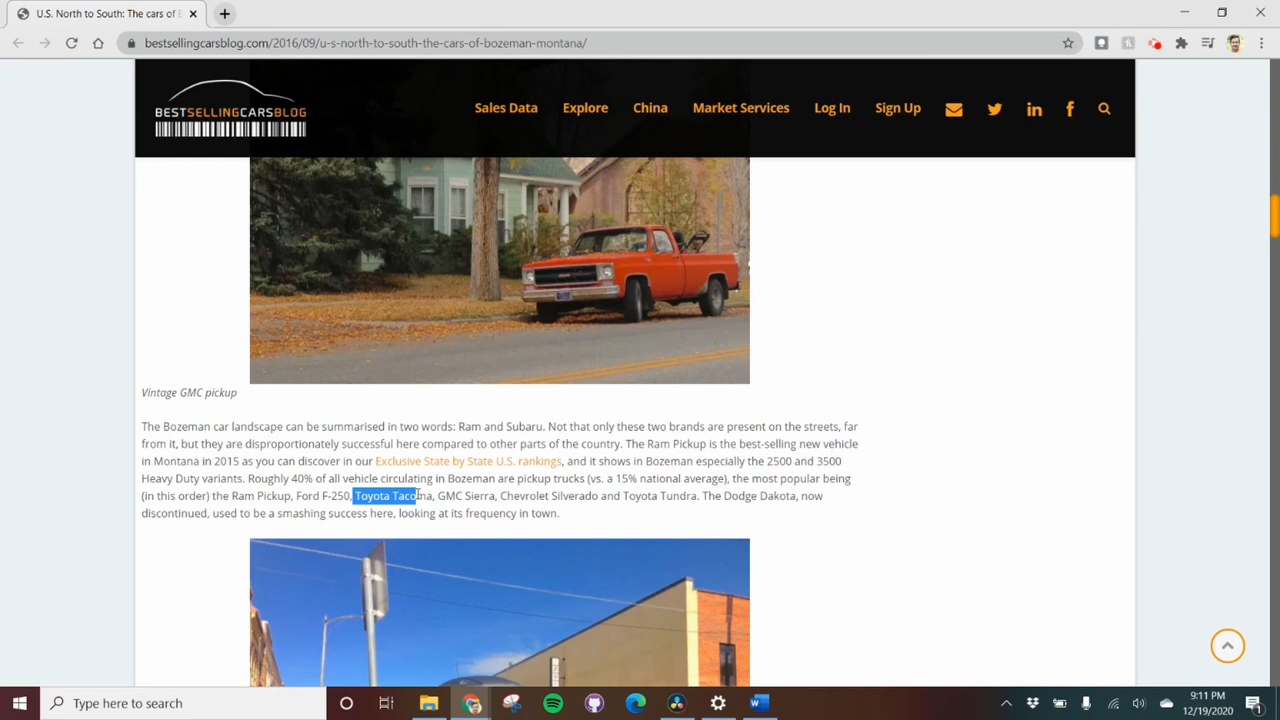 U.S. North to South: The cars of B
bestsellingcarsblog.com/2016/09/u-s-north-to-south-the-cars-of-bozeman-montana/
BESTSELLINGCARSBLOG
Sales Data
Explore
China
Market Services
Log In
Sign Up
Vintage GMC pickup
The Bozeman car landscape can be summarised in two words: Ram and Subaru. Not that only these two brands are present on the streets, far
from it, but they are disproportionately successful here compared to other parts of the country. The Ram Pickup is the best-selling new vehicle
in Montana in 2015 as you can discover in our Exclusive State by State U.S. rankings, and it shows in Bozeman especially the 2500 and 3500
Heavy Duty variants. Roughly 40% of all vehicle circulating in Bozeman are pickup trucks (vs. a 15% national average), the most popular being
(in this order) the Ram Pickup, Ford F-250, Toyota Tacoma, GMC Sierra, Chevrolet Silverado and Toyota Tundra. The Dodge Dakota, now
discontinued, used to be a smashing success here, looking at its frequency in town.
Type here to search
9:11 PM
12/19/2020